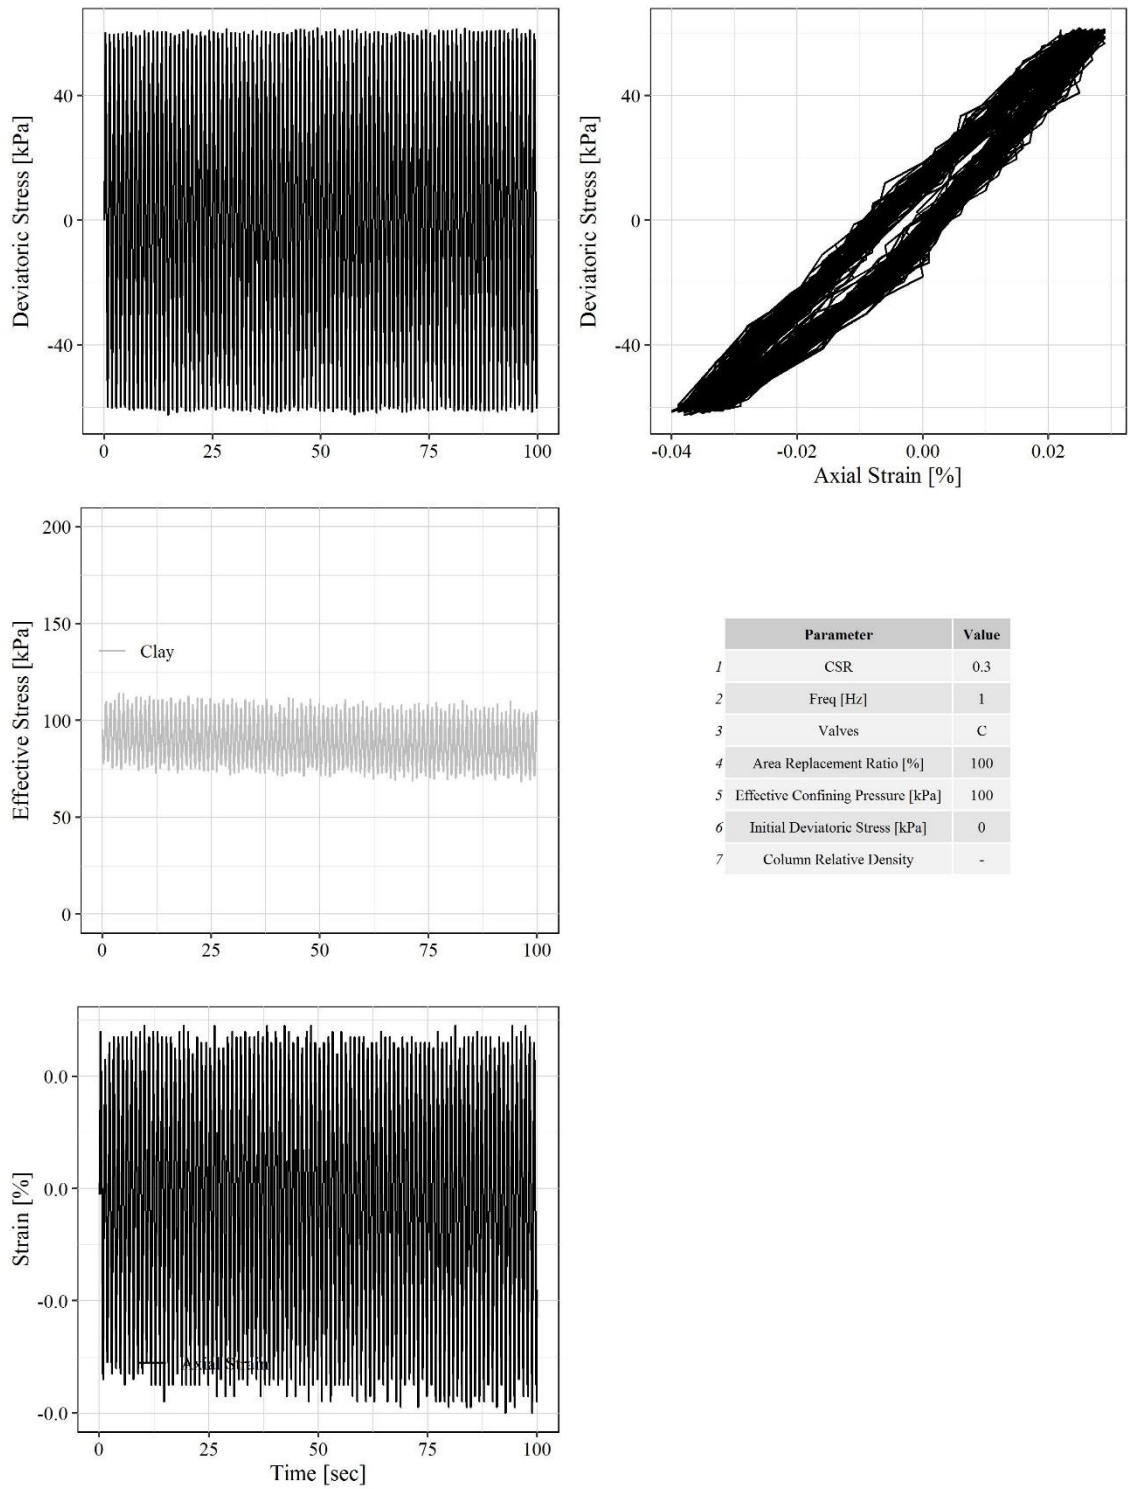 Deviatoric Stress [kPa]
40
0
-40
0 25 50 75 100
Deviatoric Stress [kPa]
40
0
-40
-0.04 -0.02 0.00 0.02
Axial Strain [%]
Effective Stress [kPa]
200
150
100
50
0
Clay
0 25 50 75 100
Parameter Value
1 CSR 0.3
2 Freq [Hz] 1
3 Valves C
4 Area Replacement Ratio [%] 100
5 Effective Confining Pressure [kPa] 100
6 Initial Deviatoric Stress [kPa] 0
7 Column Relative Density -
Strain [%]
0.0
0.0
-0.0
-0.0
Axial Strain
0 25 50 75 100
Time [sec]